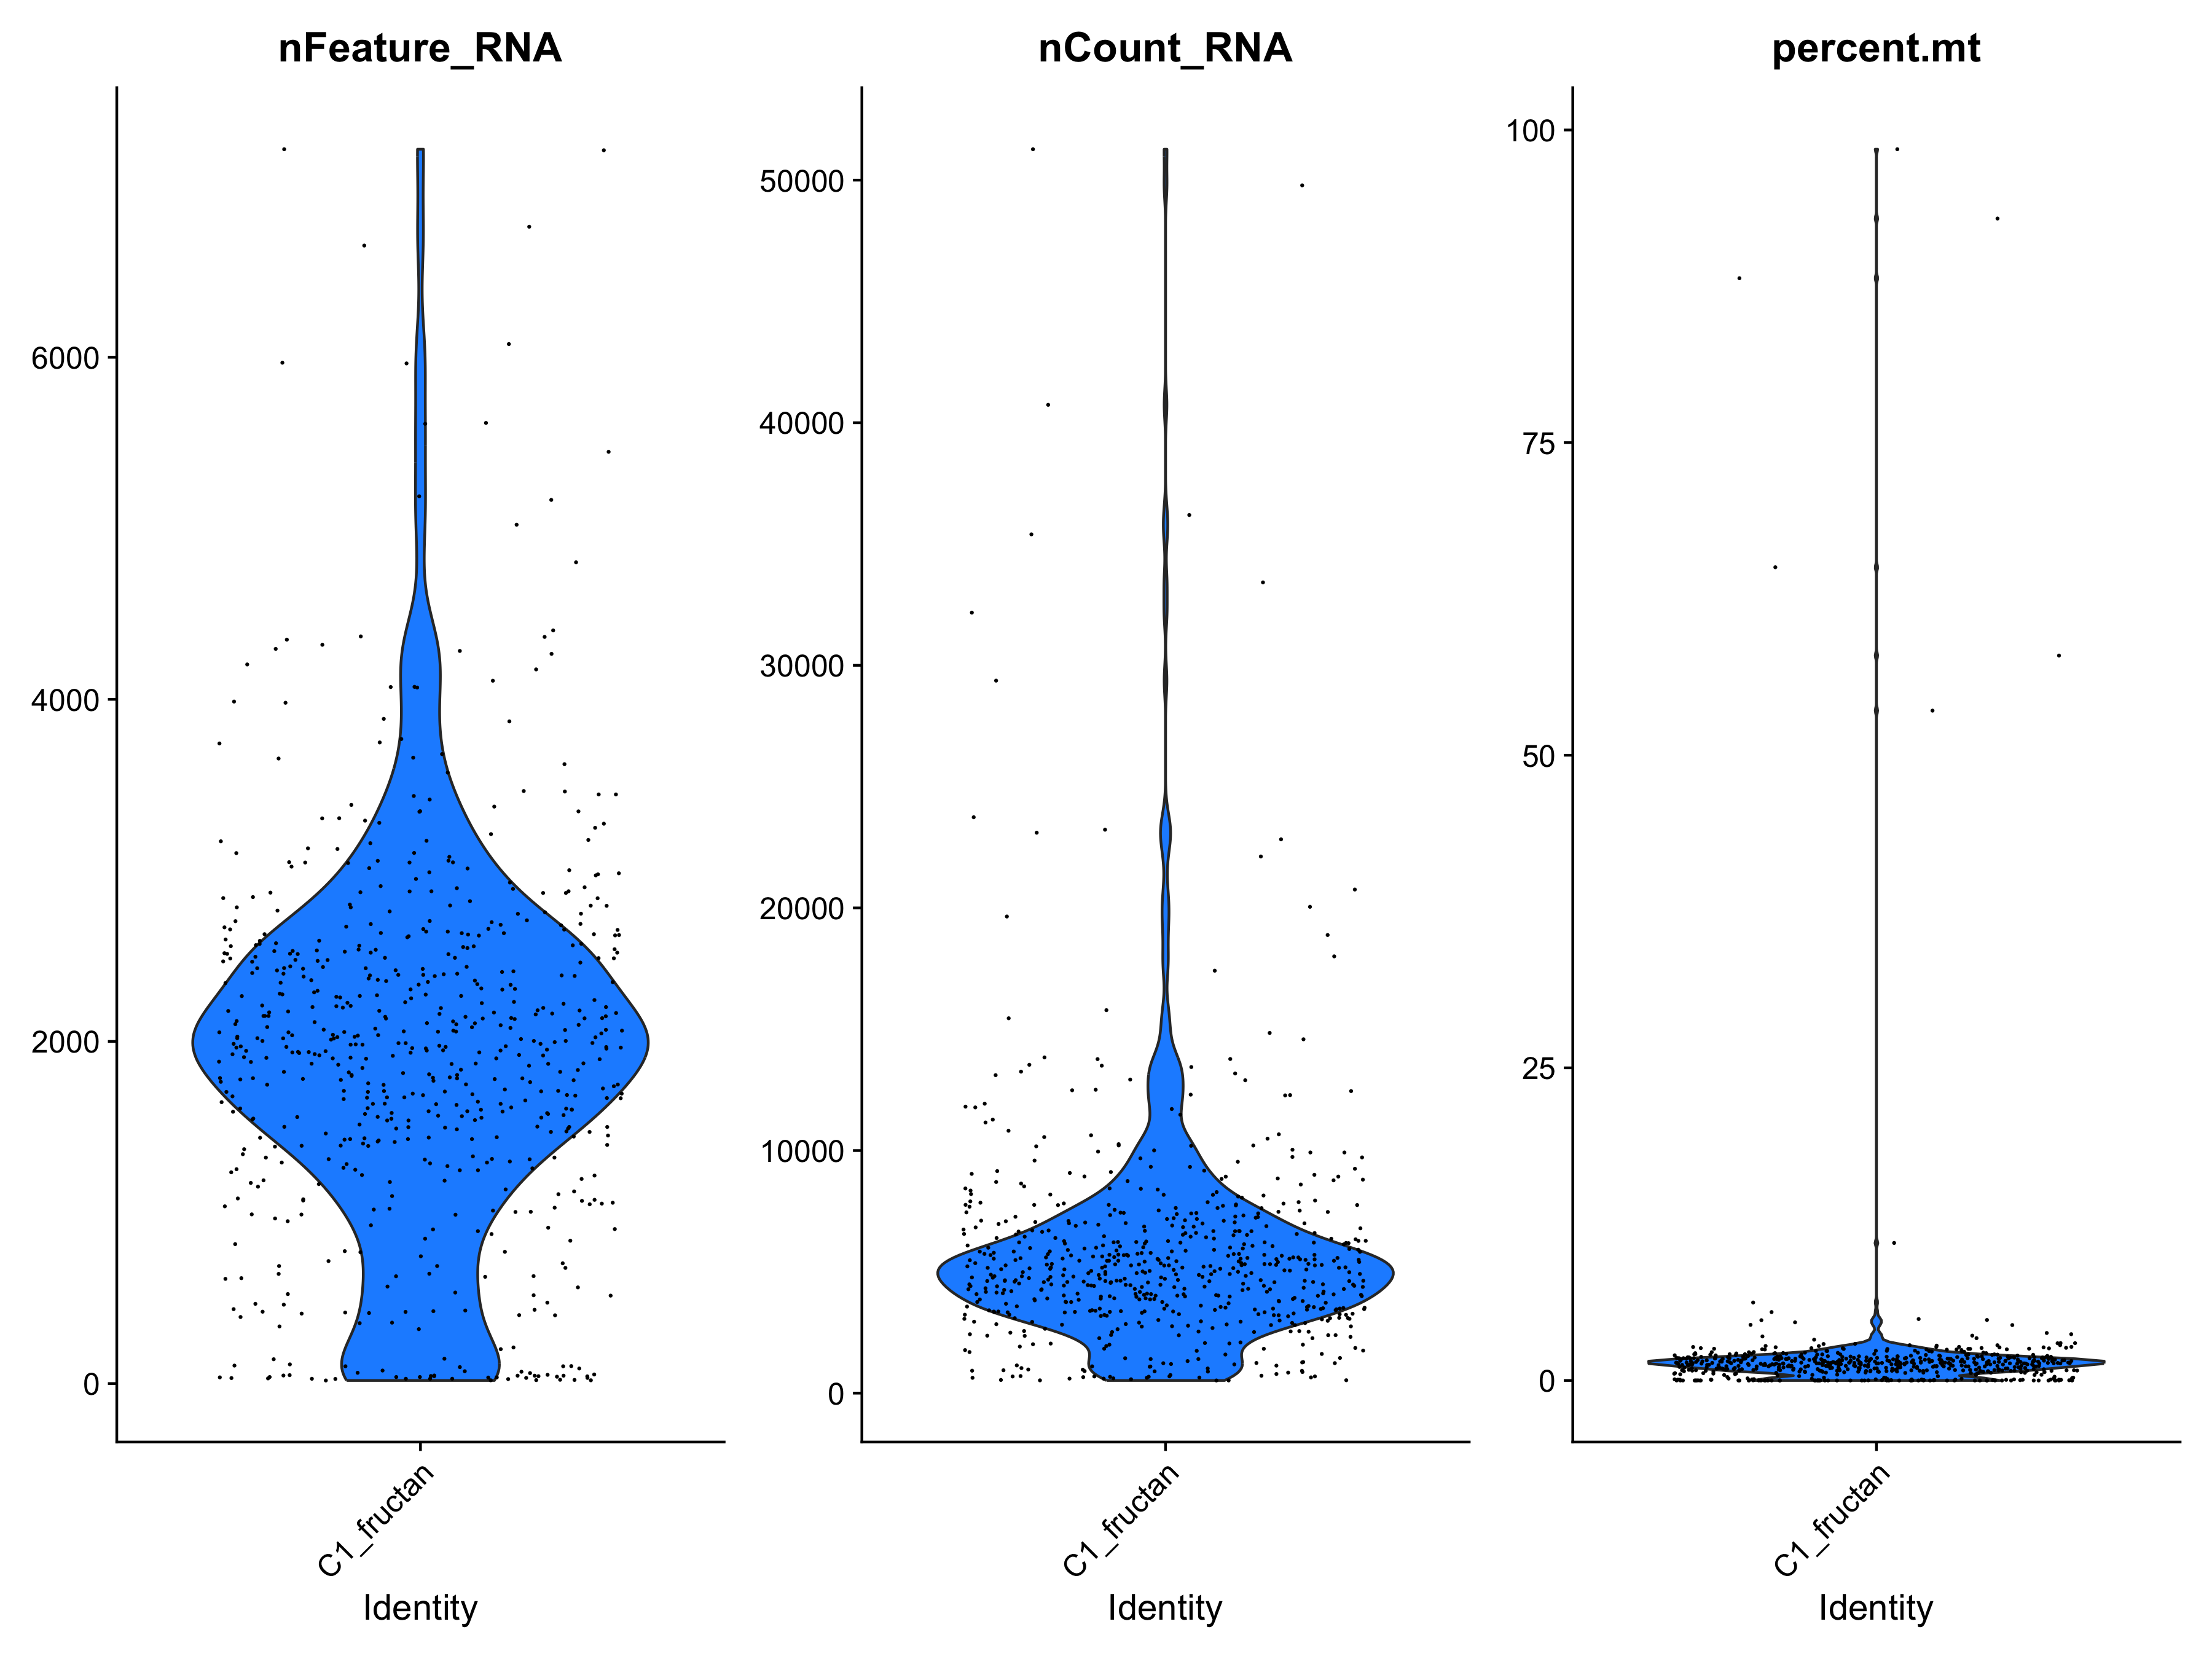 nFeature_RNA
6000
4000
2000
0
C1_fructan
Identity
nCount_RNA
50000
40000
30000
20000
10000
0
C1_fructan
Identity
percent.mt
100
75
50
25
0
C1_fructan
Identity